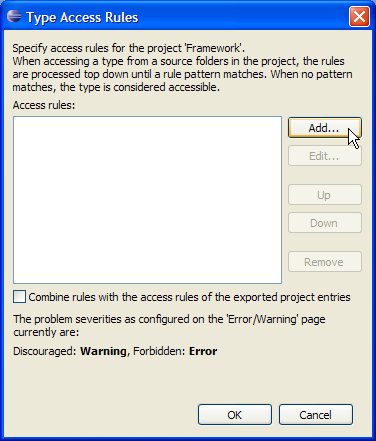 Type Access Rules
Specify access rules for the project 'Framework'.
When accessing a type from a source folders in the project, the rules
are processed top down until a rule pattern matches. When no pattern
matches, the type is considered accessible.
Access rules:
Add...
Edit...
Up
Down
Remove
Combine rules with the access rules of the exported project entries
The problem severities as configured on the 'Error/Warning' page
currently are:
Discouraged: Warning, Forbidden: Error
OK
Cancel